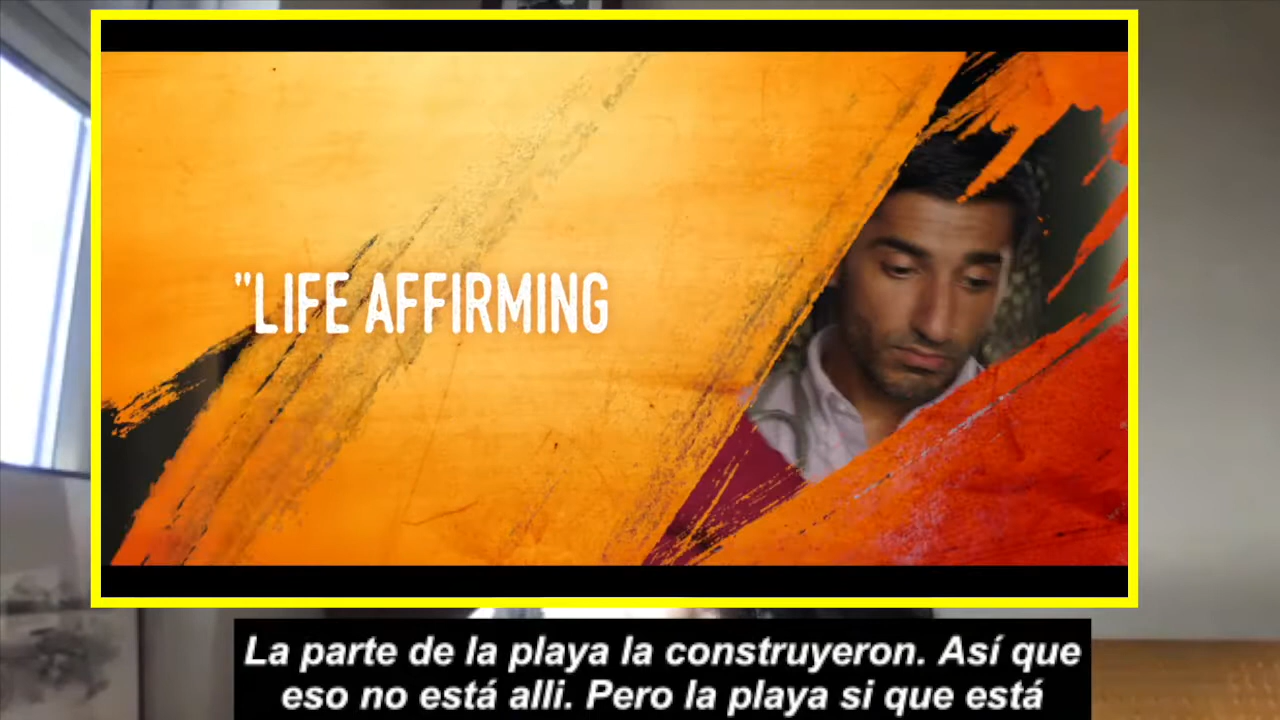 "LIFE AFFIRMING
La parte de la playa la construyeron. Así que
eso no está alli. Pero la playa si que está